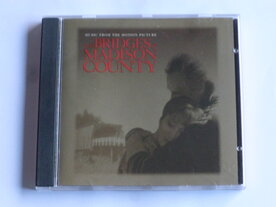 MUSIC FROM THE MOTION PICTURE
THE BRIDGES OF
MADISON
COUNTY